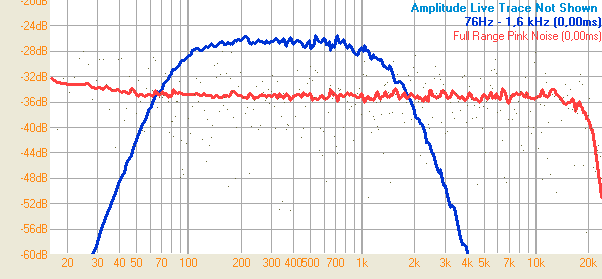 -20dB
Amplitude Live Trace Not Shown
76Hz - 1,6 kHz (0,00ms)
Full Range Pink Noise (0,00ms)
-24dB
-28dB
-32dB
-36dB
-40dB
-44dB
-48dB
-52dB
-56dB
-60dB
20 30 40 50 70 100 200 300 400 500 700 1k 2k 3k 4k 5k 7k 10k 20k